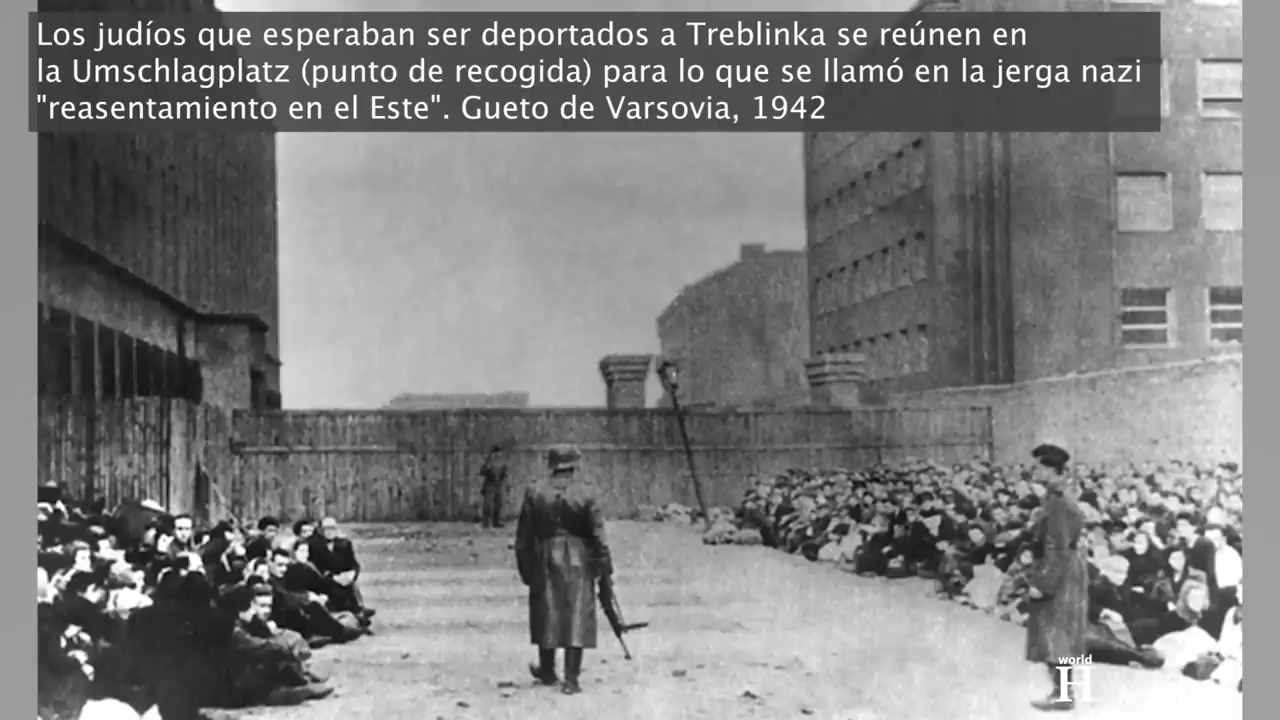 Los judíos que esperaban ser deportados a Treblinka se reúnen en
la Umschlagplatz (punto de recogida) para lo que se llamó en la jerga nazi
"reasentamiento en el Este". Gueto de Varsovia, 1942
world
H